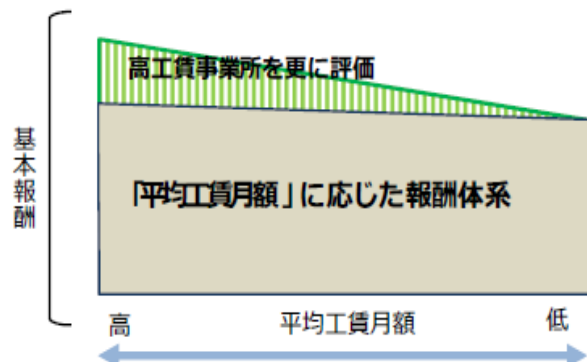 高工賃事業所を更に評価
基本報酬
「平均工賃月額」に応じた報酬体系
高
平均工賃月額
低